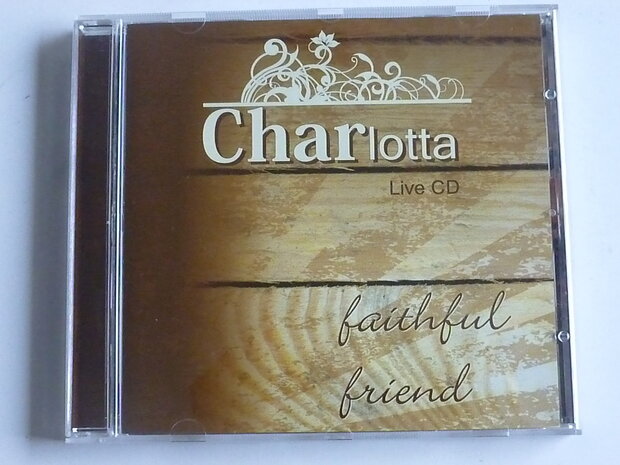 Charlotta
Live CD
faithful
friend